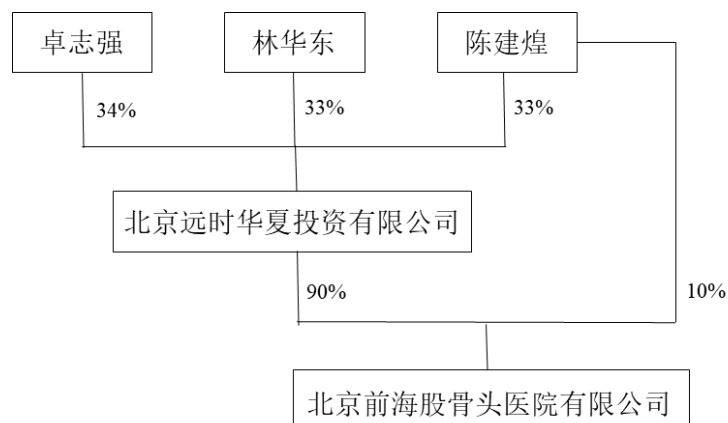 卓志强
林华东
陈建煌
34%
33%
33%
北京远时华夏投资有限公司
90%
10%
北京前海股骨头医院有限公司